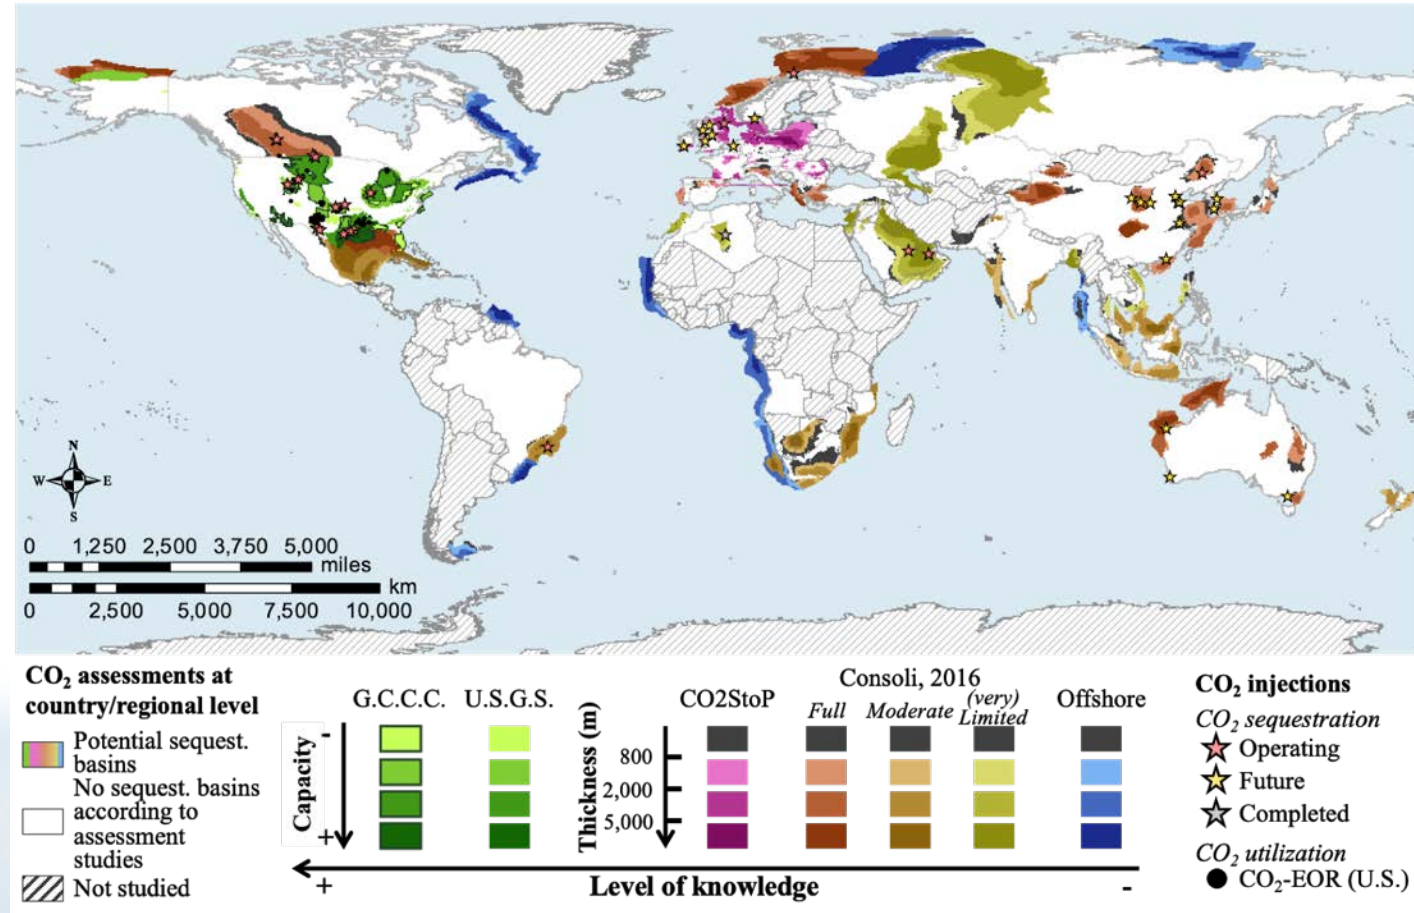 N
W E
S
0 1,250 2,500 3,750 5,000
miles
km
0 2,500 5,000 7,500 10,000
CO₂ assessments at
country/regional level
Potential sequest.
basins
No sequest. basins
according to
assessment
studies
Not studied
G.C.C.C. U.S.G.S.
Capacity
-
+
CO2StoP
Consoli, 2016
Full Moderate (very)
Limited
Offshore
Thickness (m)
800
2,000
5,000
+ Level of knowledge -
CO₂ injections
CO₂ sequestration
Operating
Future
Completed
CO₂ utilization
CO₂-EOR (U.S.)